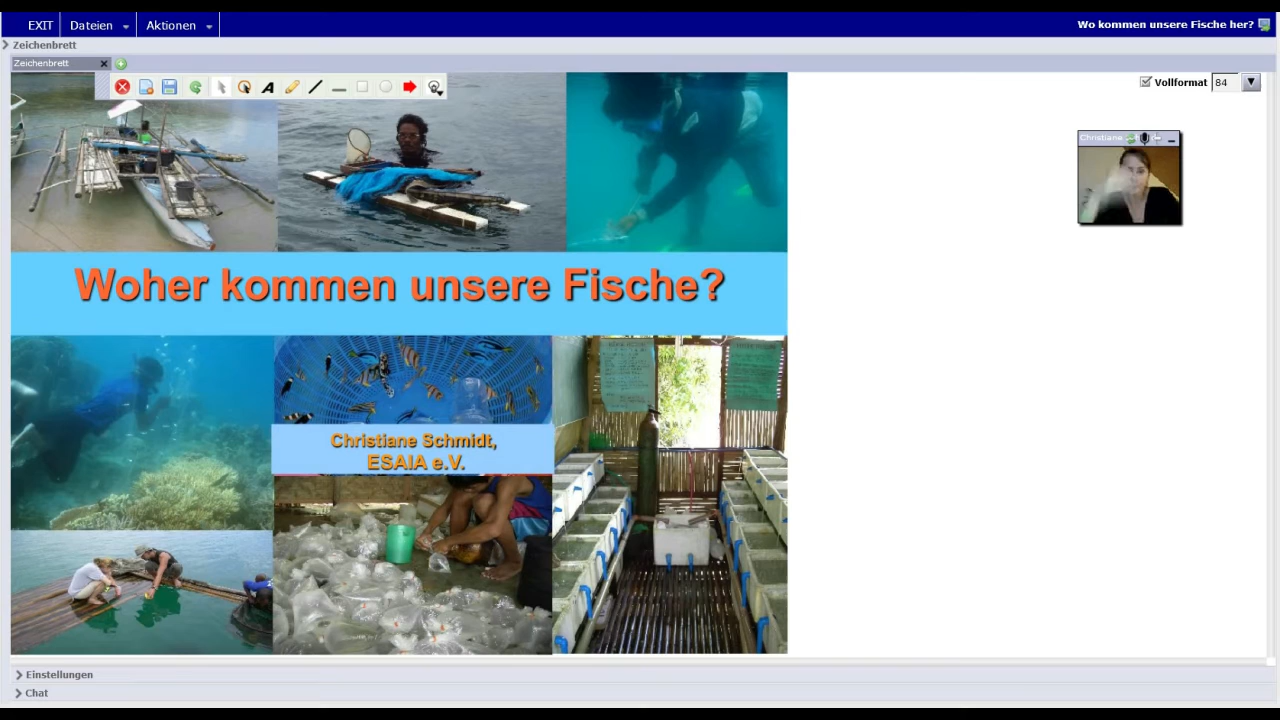 EXIT Dateien Aktionen Wo kommen unsere Fische her?
Zeichenbrett
Zeichenbrett
Vollformat 84
Christiane
Woher kommen unsere Fische?
Christiane Schmidt,
ESAIA e.V.
Einstellungen
Chat